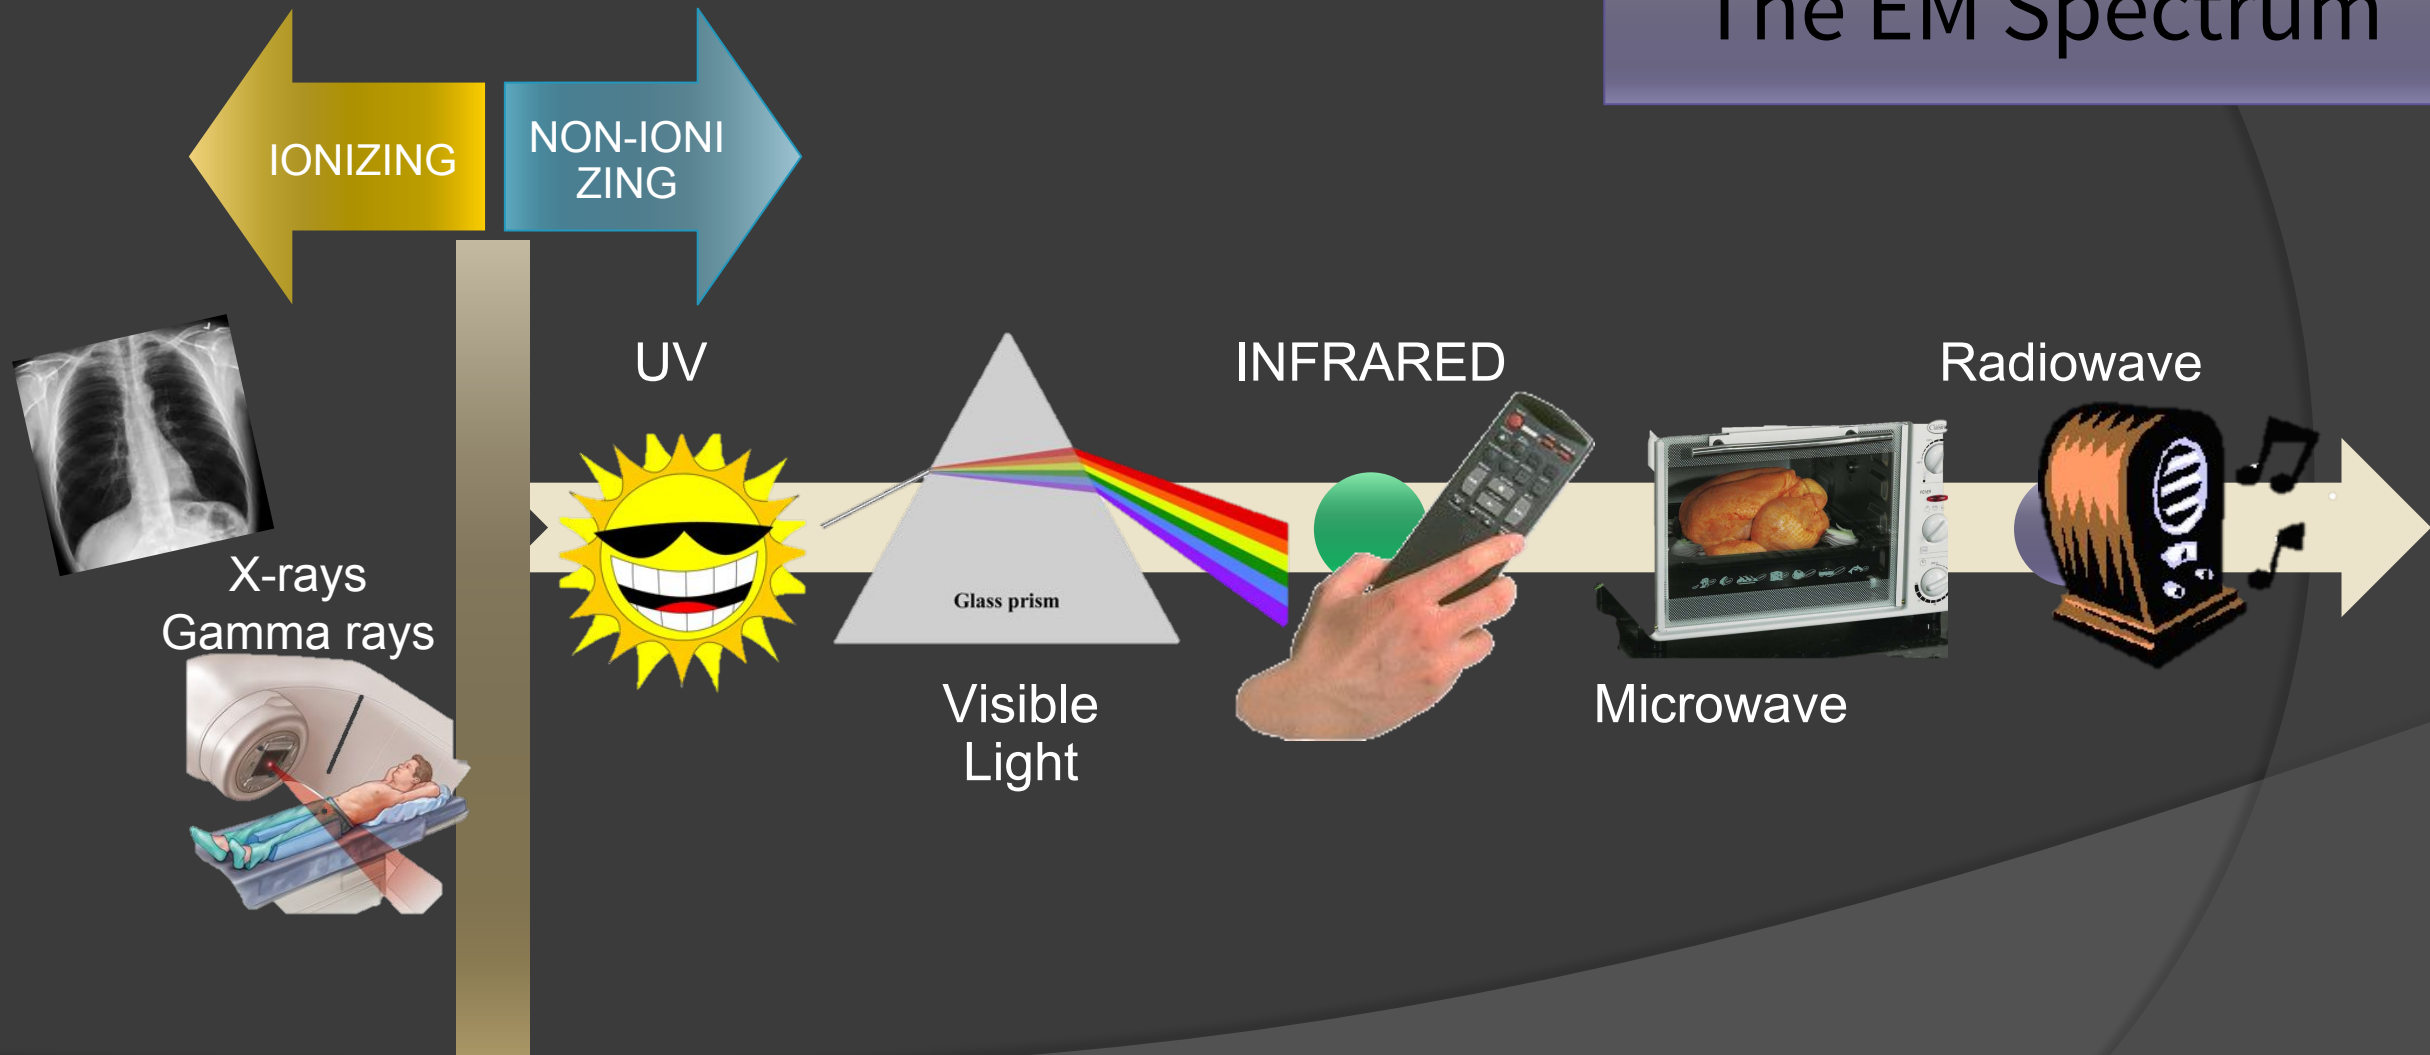 The EM Spectrum
IONIZING
NON-IONI
ZING
UV
INFRARED
Radiowave
X-rays
Gamma rays
Glass prism
Visible
Light
Microwave